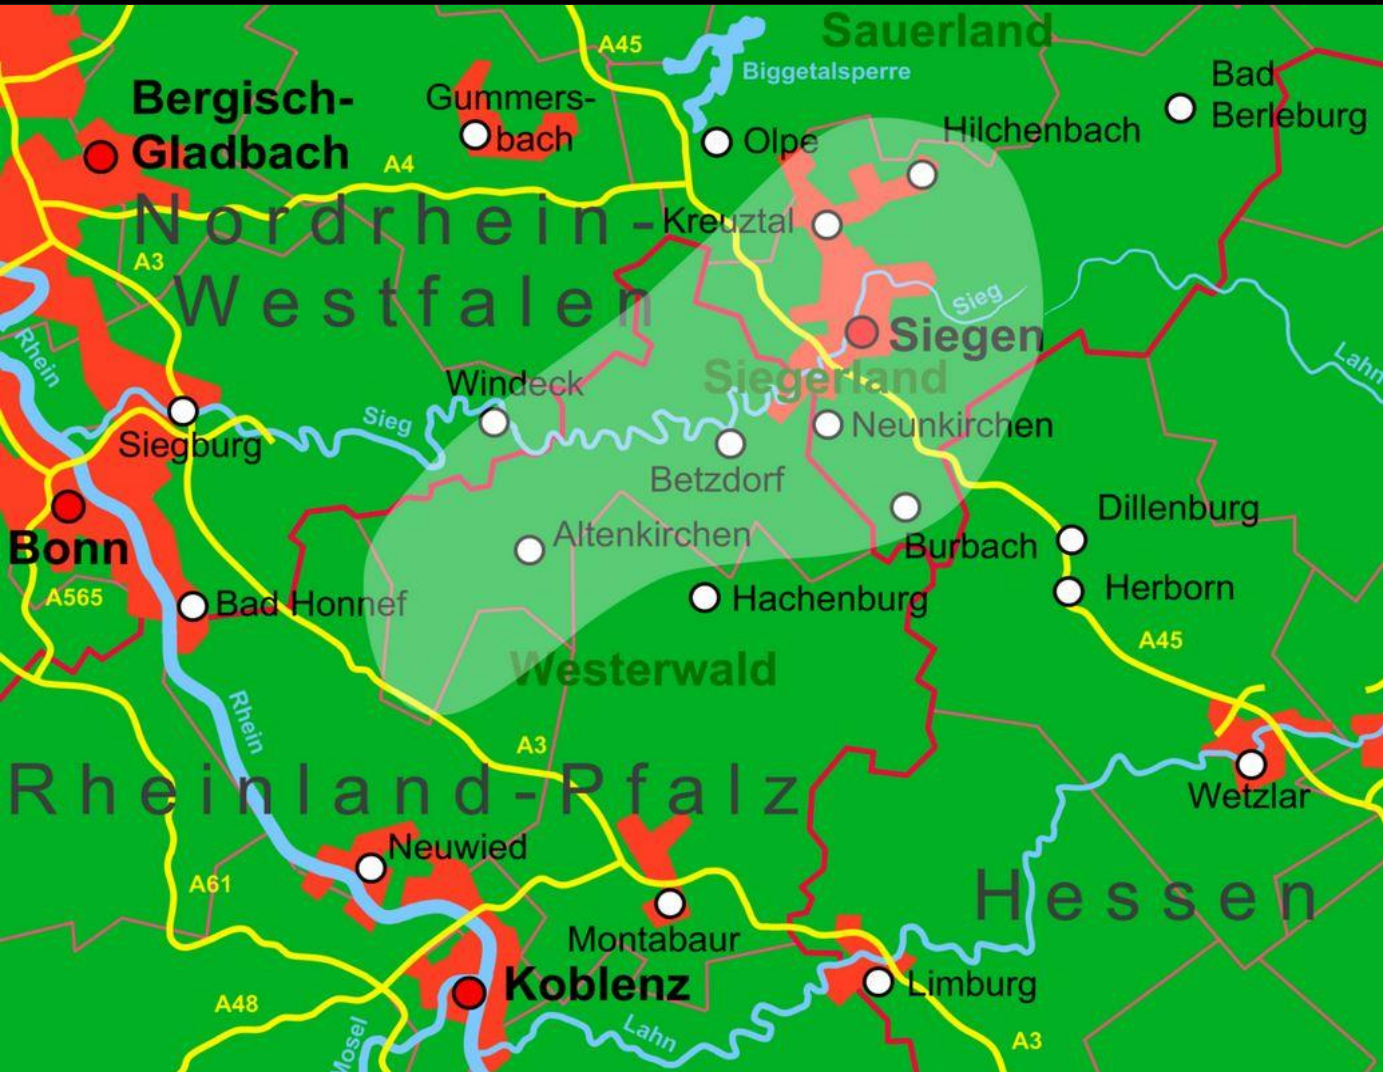 Sauerland
A45
Biggetalsperre
Bad
Berleburg
Bergisch-
Gladbach
Gummers-
bach
Olpe
Hilchenbach
A4
Nordrhein-
Westfalen
Kreuztal
A3
Rhein
Sieg
Siegen
Lahn
Siegerland
Windeck
Sieg
Siegburg
Neunkirchen
Betzdorf
Altenkirchen
Dillenburg
Burbach
Bonn
A565
Bad Honnef
Hachenburg
Herborn
A45
Westerwald
Rhein
A3
Rheinland-Pfalz
Wetzlar
Neuwied
A61
Hessen
Montabaur
Koblenz
Limburg
A48
Mosel
Lahn
A3